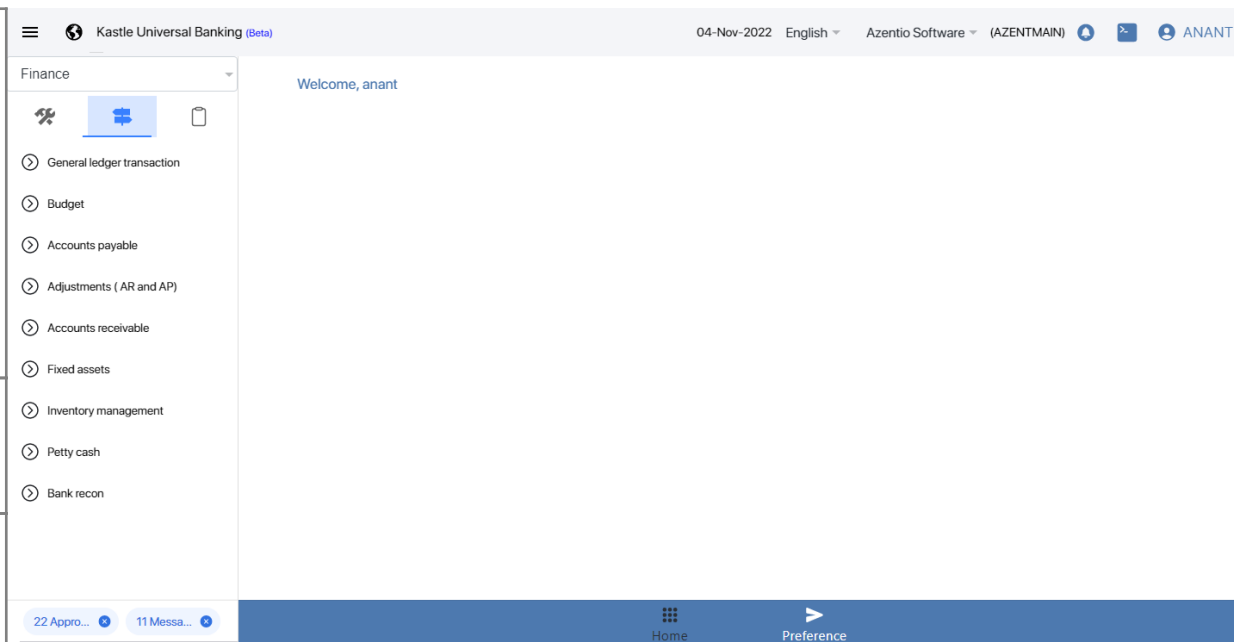 Kastle Universal Banking (Beta)
04-Nov-2022 English Azentio Software (AZENTMAIN) ANANT
Finance
Welcome, anant
General ledger transaction
Budget
Accounts payable
Adjustments ( AR and AP)
Accounts receivable
Fixed assets
Inventory management
Petty cash
Bank recon
22 Appro... 11 Messa...
Home Preference